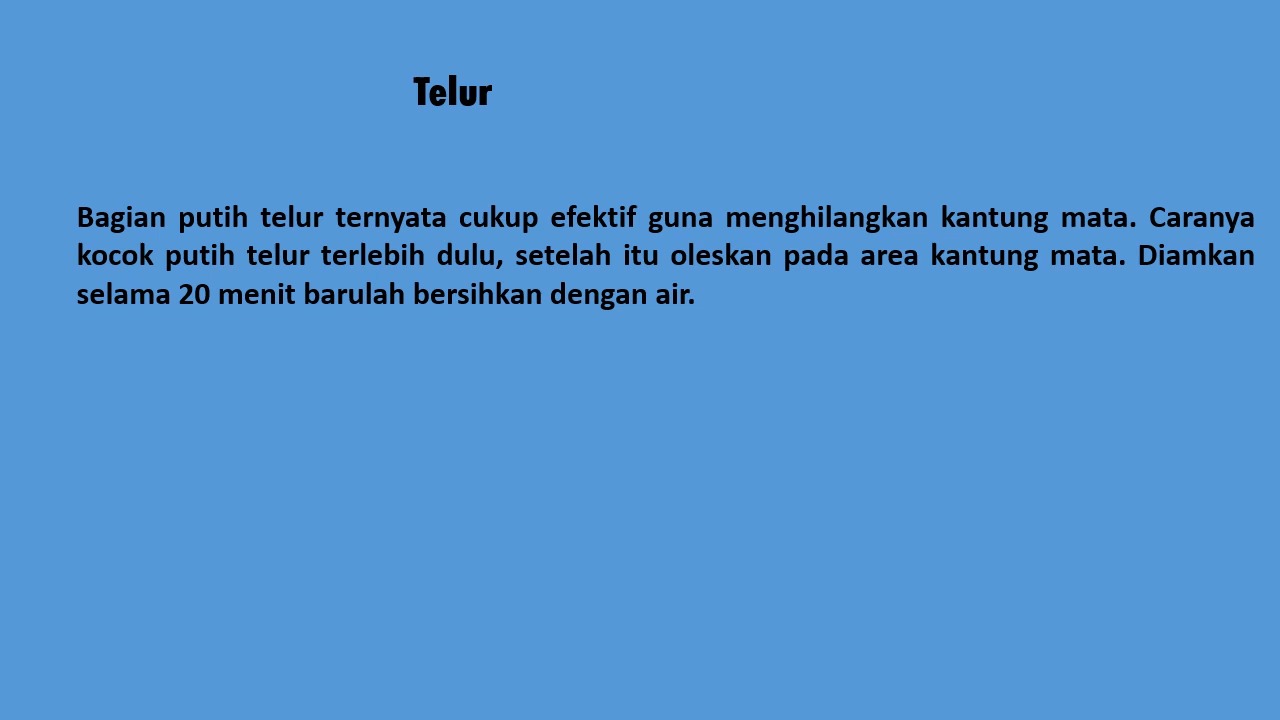 Telur
Bagian putih telur ternyata cukup efektif guna menghilangkan kantung mata. Caranya
kocok putih telur terlebih dulu, setelah itu oleskan pada area kantung mata. Diamkan
selama 20 menit barulah bersihkan dengan air.